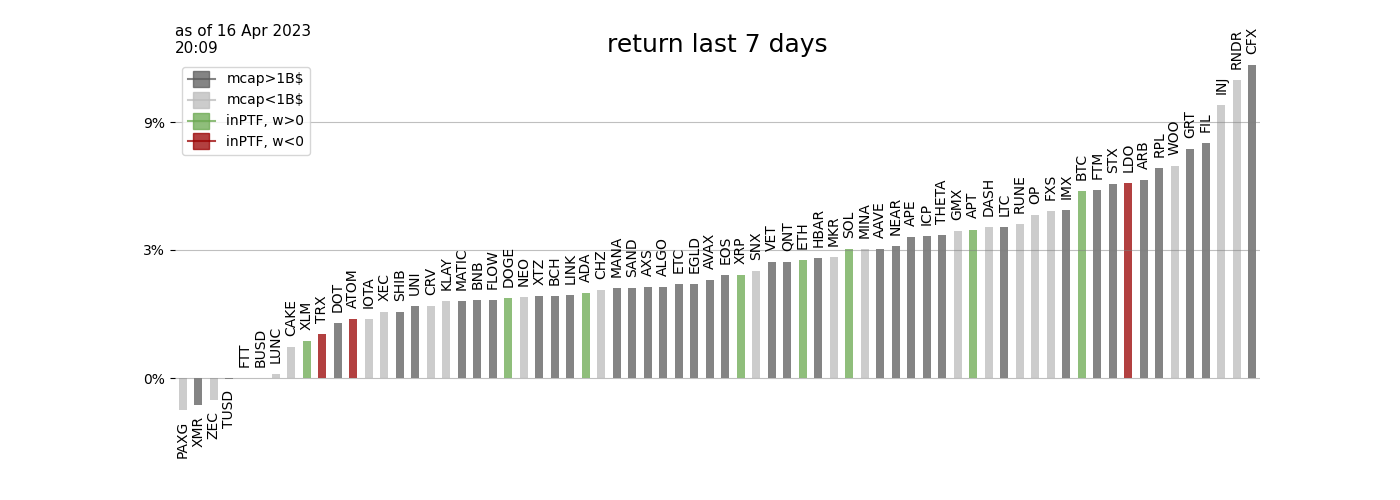 as of 16 Apr 2023
20:09
return last 7 days
mcap>1B$
mcap<1B$
inPTF, w>0
inPTF, w<0
9%
3%
0%
PAXG
XMR
ZEC
TUSD
FTT
BUSD
LUNC
CAKE
XLM
TRX
DOT
ATOM
IOTA
XEC
SHIB
UNI
CRV
KLAY
MATIC
BNB
FLOW
DOGE
NEO
XTZ
BCH
LINK
ADA
CHZ
MANA
SAND
AXS
ALGO
ETC
EGLD
AVAX
EOS
XRP
SNX
VET
QNT
ETH
HBAR
MKR
SOL
MINA
AAVE
NEAR
APE
ICP
THETA
GMX
APT
DASH
LTC
RUNE
OP
FXS
IMX
BTC
FTM
STX
LDO
ARB
RPL
WOO
GRT
FIL
INJ
RNDR
CFX